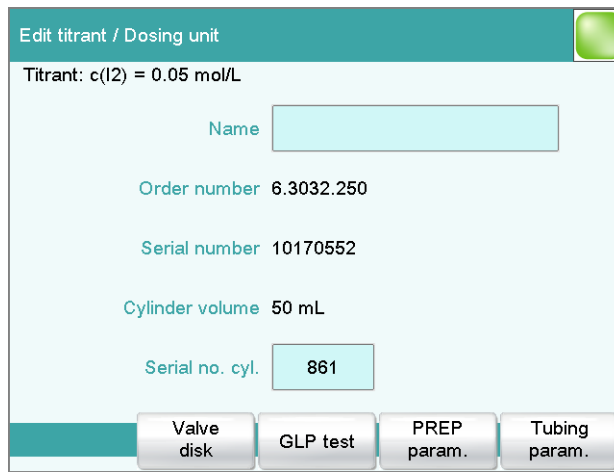 Edit titrant / Dosing unit
Titrant: c(I2) = 0.05 mol/L
Name
Order number 6.3032.250
Serial number 10170552
Cylinder volume 50 mL
Serial no. cyl. 861
Valve disk
GLP test
PREP param.
Tubing param.